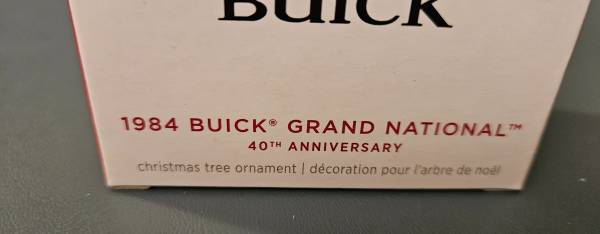 BUICK
1984 BUICK® GRAND NATIONAL™
40TH ANNIVERSARY
christmas tree ornament | décoration pour l'arbre de noël